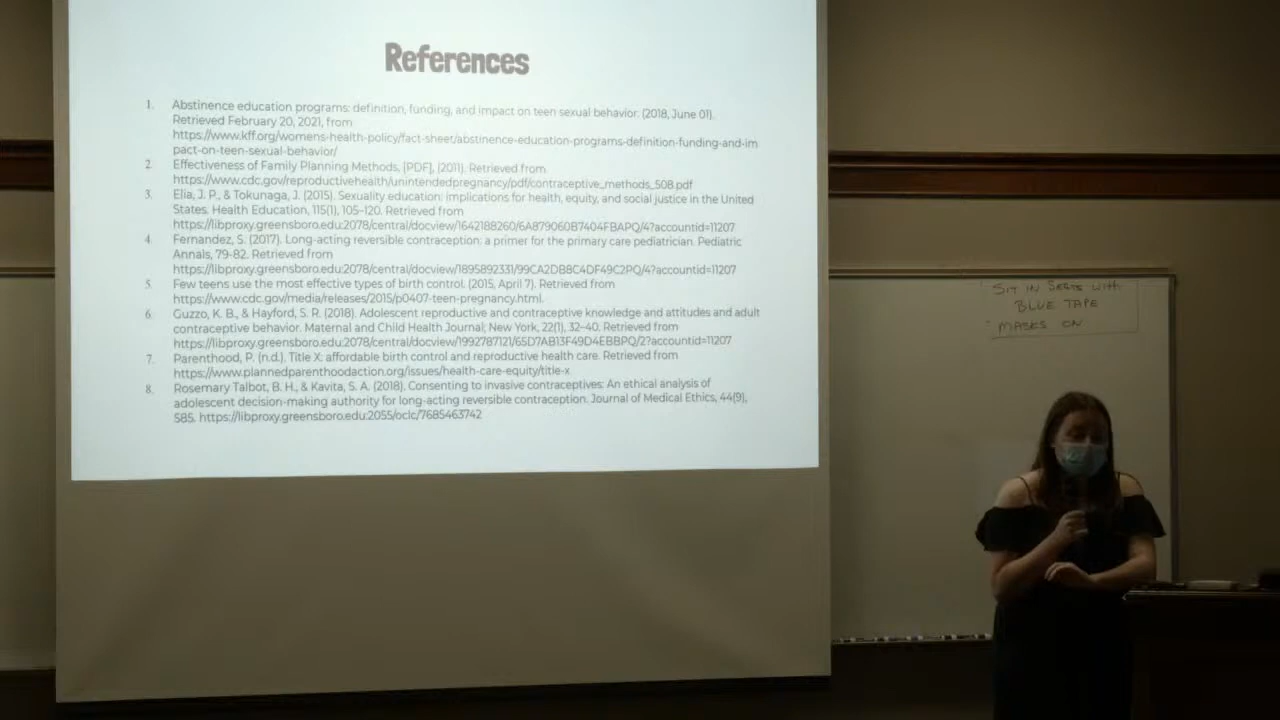 References
1. Abstinence education programs: definition, funding, and impact on teen sexual behavior. (2018, June 01).
Retrieved February 20, 2021, from
https://www.kff.org/womens-health-policy/fact-sheet/abstinence-education-programs-definition-funding-and-im
pact-on-teen-sexual-behavior/
2. Effectiveness of Family Planning Methods, [PDF], (2011). Retrieved from
https://www.cdc.gov/reproductivehealth/unintendedpregnancy/pdf/contraceptive_methods_508.pdf
3. Elia, J. P., & Tokunaga, J. (2015). Sexuality education: implications for health, equity, and social justice in the United
States. Health Education, 115(1), 105-120. Retrieved from
https://libproxy.greensboro.edu:2078/central/docview/1642188260/6A879060B7404FBAPQ/4?accountid=11207
4. Fernandez, S. (2017). Long-acting reversible contraception: a primer for the primary care pediatrician. Pediatric
Annals, 79-82. Retrieved from
https://libproxy.greensboro.edu:2078/central/docview/1895892331/99CA2DB8C4DF49C2PQ/4?accountid=11207
5. Few teens use the most effective types of birth control. (2015, April 7). Retrieved from
https://www.cdc.gov/media/releases/2015/p0407-teen-pregnancy.html.
6. Guzzo, K. B., & Hayford, S. R. (2018). Adolescent reproductive and contraceptive knowledge and attitudes and adult
contraceptive behavior. Maternal and Child Health Journal; New York, 22(1), 32-40. Retrieved from
https://libproxy.greensboro.edu:2078/central/docview/1992787121/65D7AB13F49D4EBBPQ/2?accountid=11207
7. Parenthood, P. (n.d.). Title X: affordable birth control and reproductive health care. Retrieved from
https://www.plannedparenthoodaction.org/issues/health-care-equity/title-x
8. Rosemary Talbot, B. H., & Kavita, S. A. (2018). Consenting to invasive contraceptives: An ethical analysis of
adolescent decision-making authority for long-acting reversible contraception. Journal of Medical Ethics, 44(9),
585. https://libproxy.greensboro.edu:2055/oclc/7685463742
SIT IN SEATS WITH
BLUE TAPE
MASKS ON